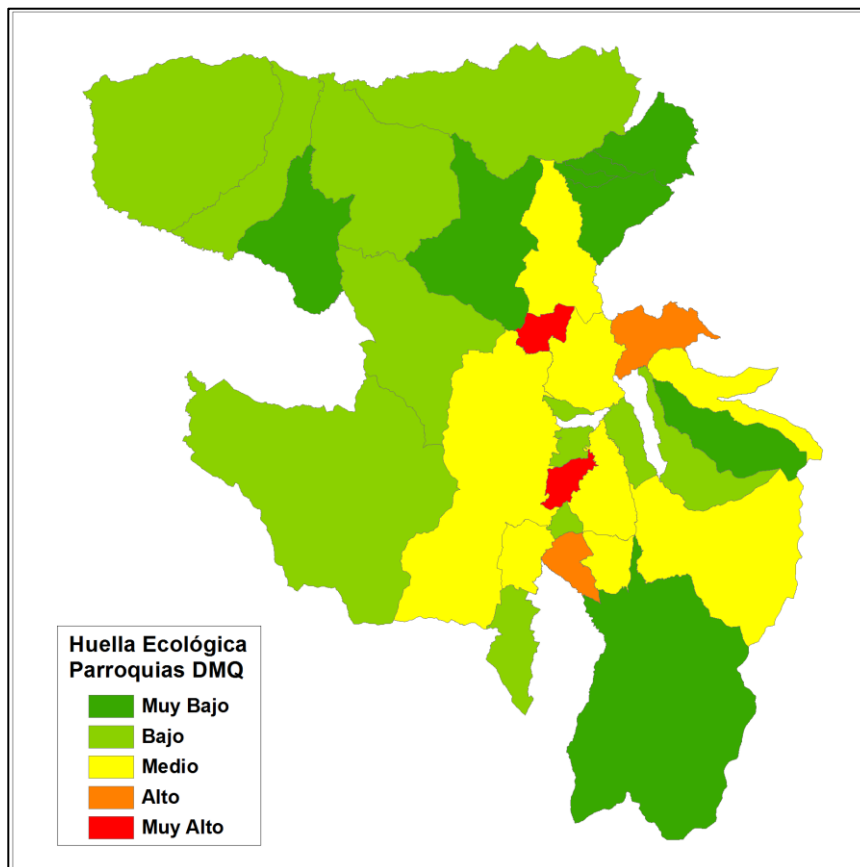 Huella Ecológica
Parroquias DMQ
Muy Bajo
Bajo
Medio
Alto
Muy Alto